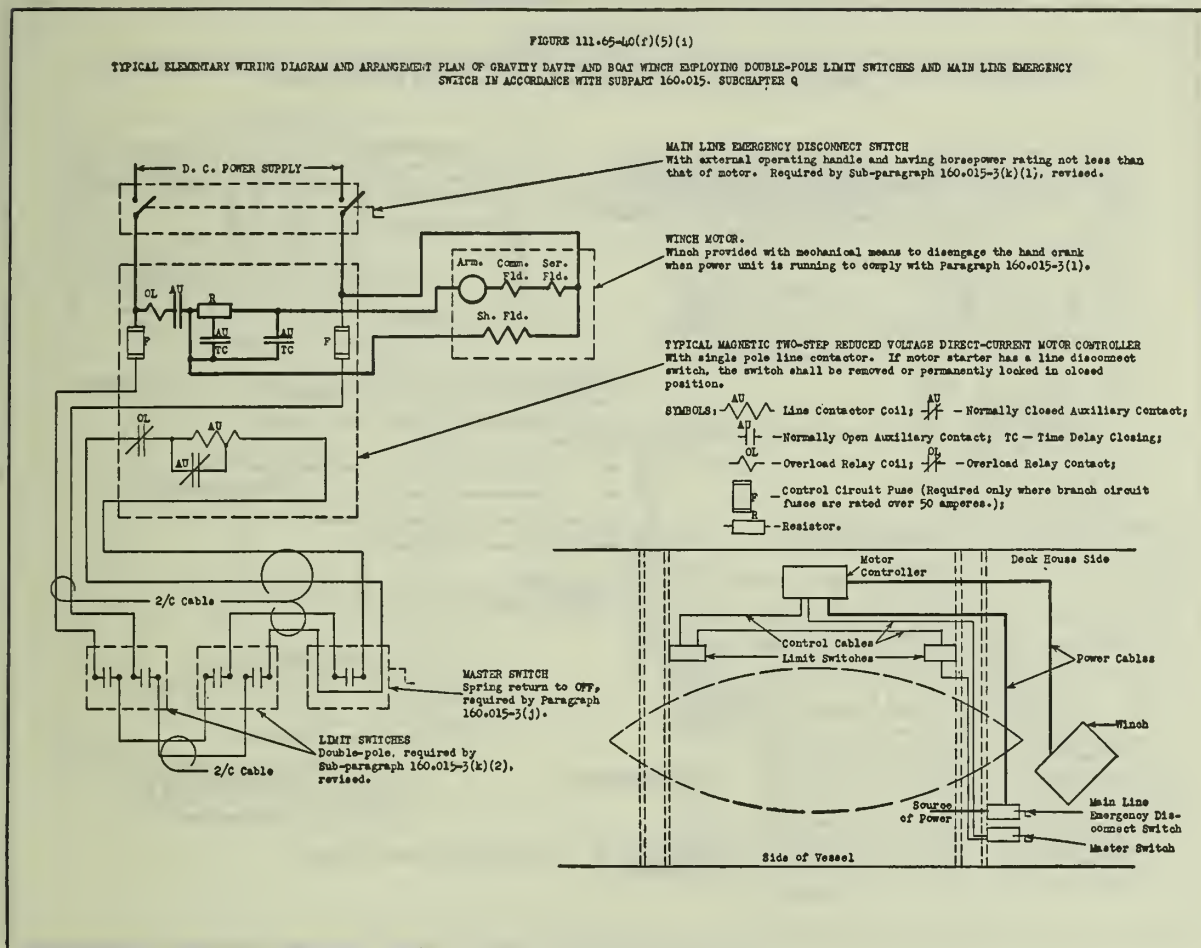 FIGURE 111.65-40(f)(5)(i)
TYPICAL ELEMENTARY WIRING DIAGRAM AND ARRANGEMENT PLAN OF GRAVITY DAVIT AND BOAT WINCH EMPLOYING DOUBLE-POLE LIMIT SWITCHES AND MAIN LINE EMERGENCY
SWITCH IN ACCORDANCE WITH SUBPART 160.015. SUBCHAPTER Q
D. C. POWER SUPPLY
MAIN LINE EMERGENCY DISCONNECT SWITCH
With external operating handle and having horsepower rating not less than
that of motor. Required by Sub-paragraph 160.015-3(k)(1), revised.
WINCH MOTOR.
Winch provided with mechanical means to disengage the hand crank
when power unit is running to comply with Paragraph 160.015-3(l).
Arm. Comm. Fld. Ser. Fld.
Sh. Fld.
OL AU R
AU TC AU TC
F F
TYPICAL MAGNETIC TWO-STEP REDUCED VOLTAGE DIRECT-CURRENT MOTOR CONTROLLER
With single pole line contactor. If motor starter has a line disconnect
switch, the switch shall be removed or permanently locked in closed
position.
SYMBOLS: AU Line Contactor Coil; AU - Normally Closed Auxiliary Contact;
AU - Normally Open Auxiliary Contact; TC - Time Delay Closing;
OL - Overload Relay Coil; OL - Overload Relay Contact;
F - Control Circuit Fuse (Required only where branch circuit
fuses are rated over 50 amperes.);
R - Resistor.
OL AU
AU
2/C Cable
MASTER SWITCH
Spring return to OFF,
required by Paragraph
160.015-3(j).
LIMIT SWITCHES
Double-pole, required by
Sub-paragraph 160.015-3(k)(2),
revised.
2/C Cable
Motor
Controller
Deck House Side
Control Cables
Limit Switches
Power Cables
Winch
Source
of Power
Main Line
Emergency Dis-
connect Switch
Master Switch
Side of Vessel